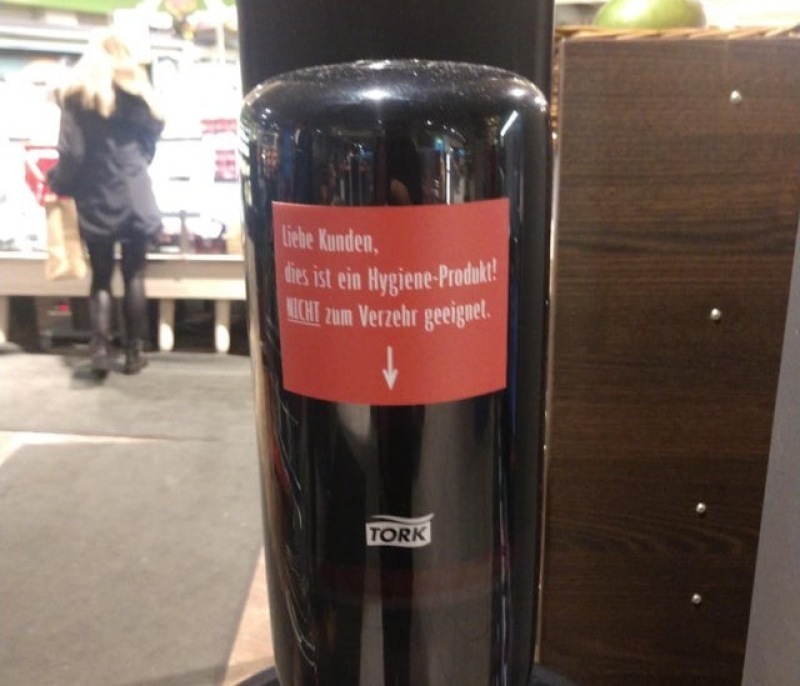 Liebe Kunden,
dies ist ein Hygiene-Produkt!
NICHT zum Verzehr geeignet.
TORK